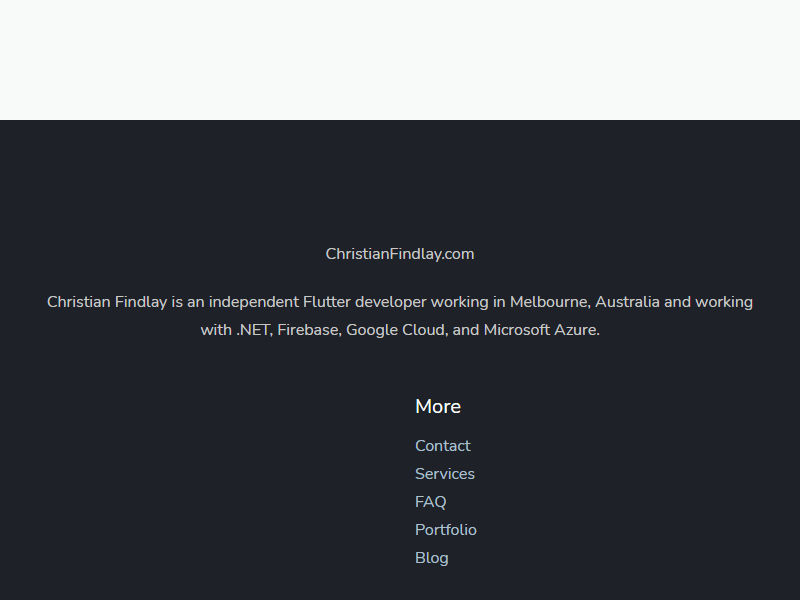 ChristianFindlay.com
Christian Findlay is an independent Flutter developer working in Melbourne, Australia and working
with .NET, Firebase, Google Cloud, and Microsoft Azure.
More
Contact
Services
FAQ
Portfolio
Blog